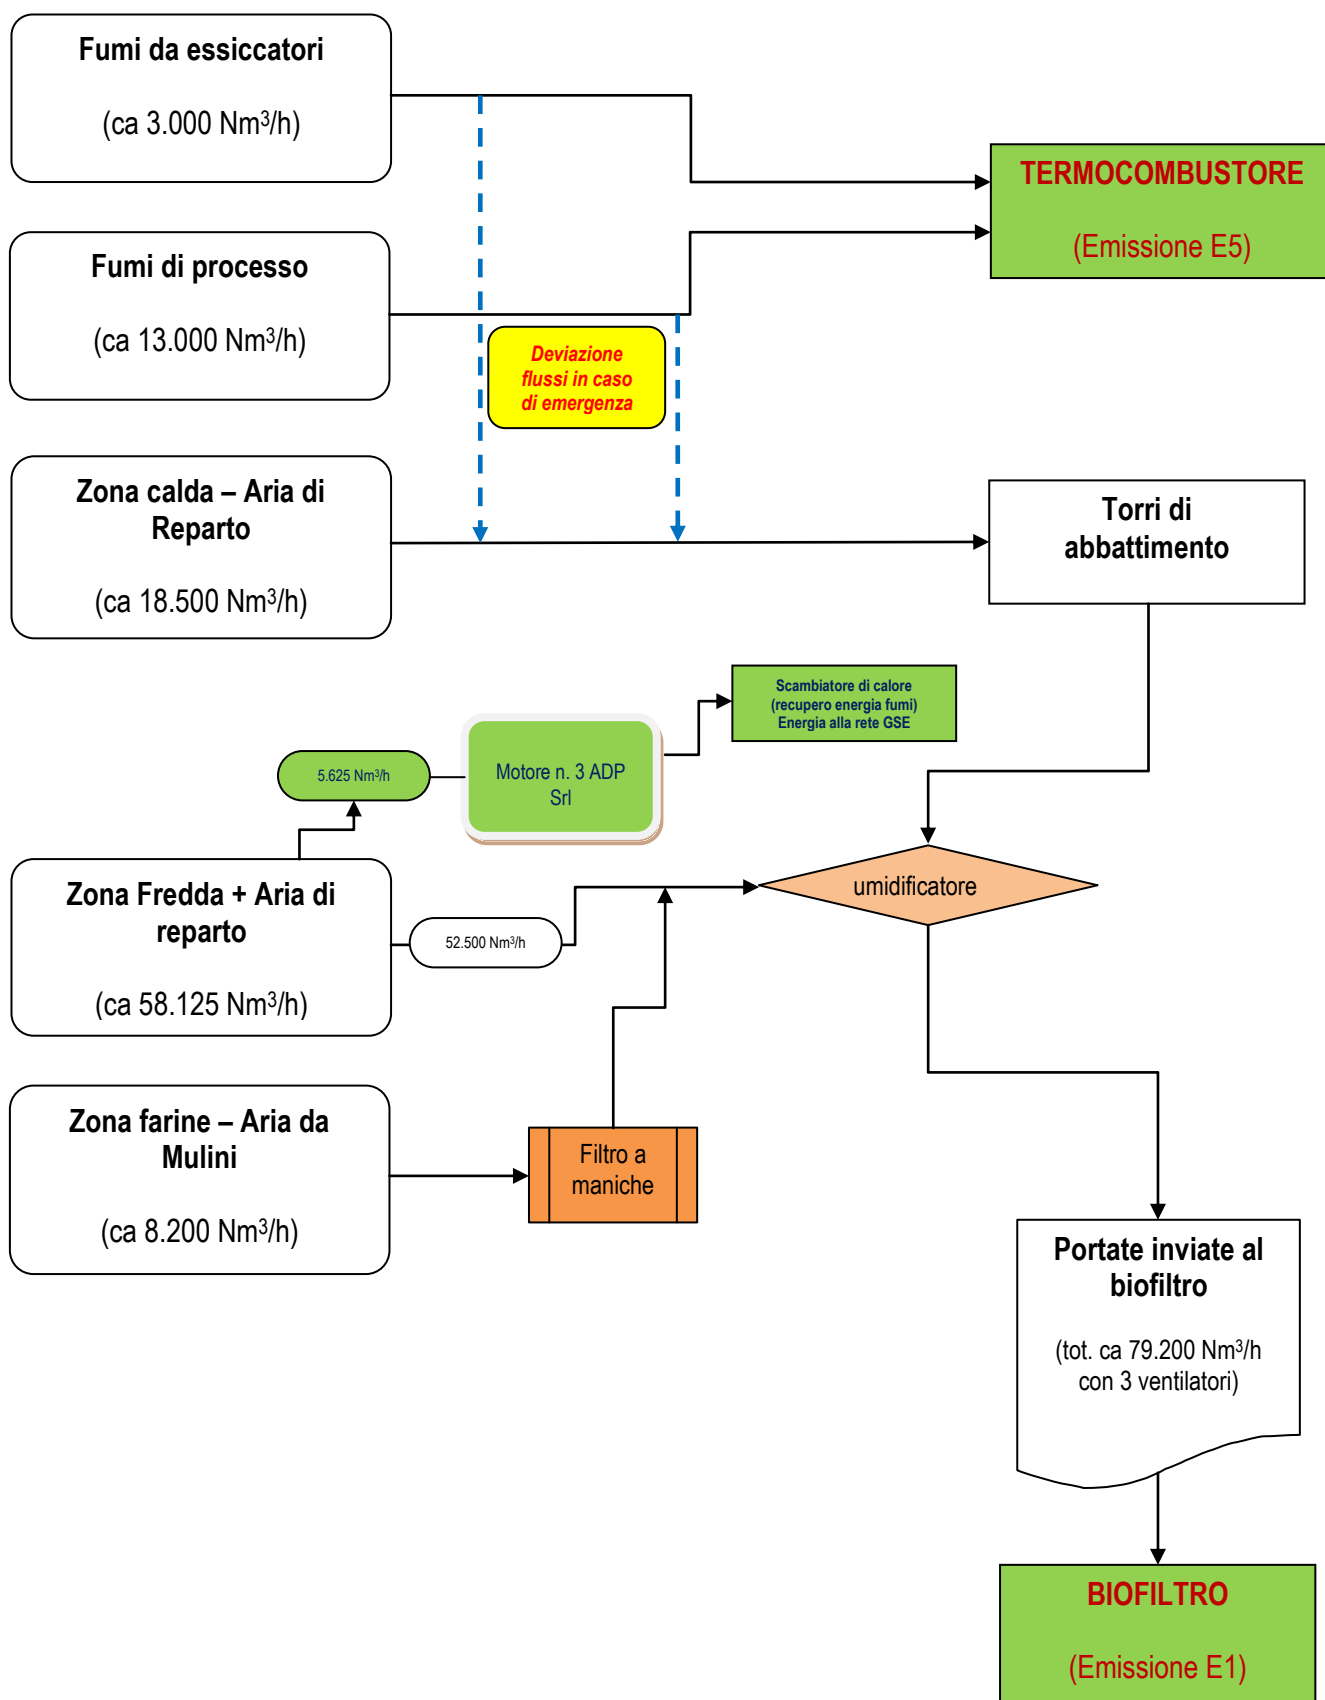 Fumi da essiccatori
(ca 3.000 Nm³/h)
TERMOCOMBUSTORE
(Emissione E5)
Fumi di processo
(ca 13.000 Nm³/h)
Deviazione
flussi in caso
di emergenza
Zona calda – Aria di
Reparto
(ca 18.500 Nm³/h)
Torri di
abbattimento
Scambiatore di calore
(recupero energia fumi)
Energia alla rete GSE
5.625 Nm³/h
Motore n. 3 ADP
Srl
Zona Fredda + Aria di
reparto
(ca 58.125 Nm³/h)
52.500 Nm³/h
umidificatore
Zona farine – Aria da
Mulini
(ca 8.200 Nm³/h)
Filtro a
maniche
Portate inviate al
biofiltro
(tot. ca 79.200 Nm³/h
con 3 ventilatori)
BIOFILTRO
(Emissione E1)